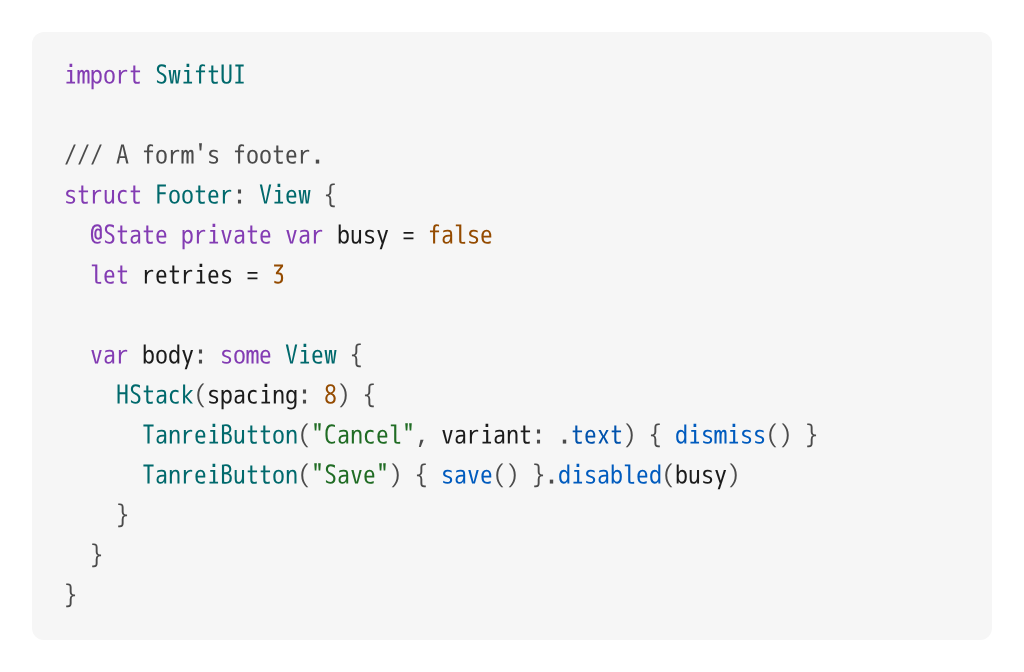 import SwiftUI

/// A form's footer.
struct Footer: View {
  @State private var busy = false
  let retries = 3

  var body: some View {
    HStack(spacing: 8) {
      TanreiButton("Cancel", variant: .text) { dismiss() }
      TanreiButton("Save") { save() }.disabled(busy)
    }
  }
}